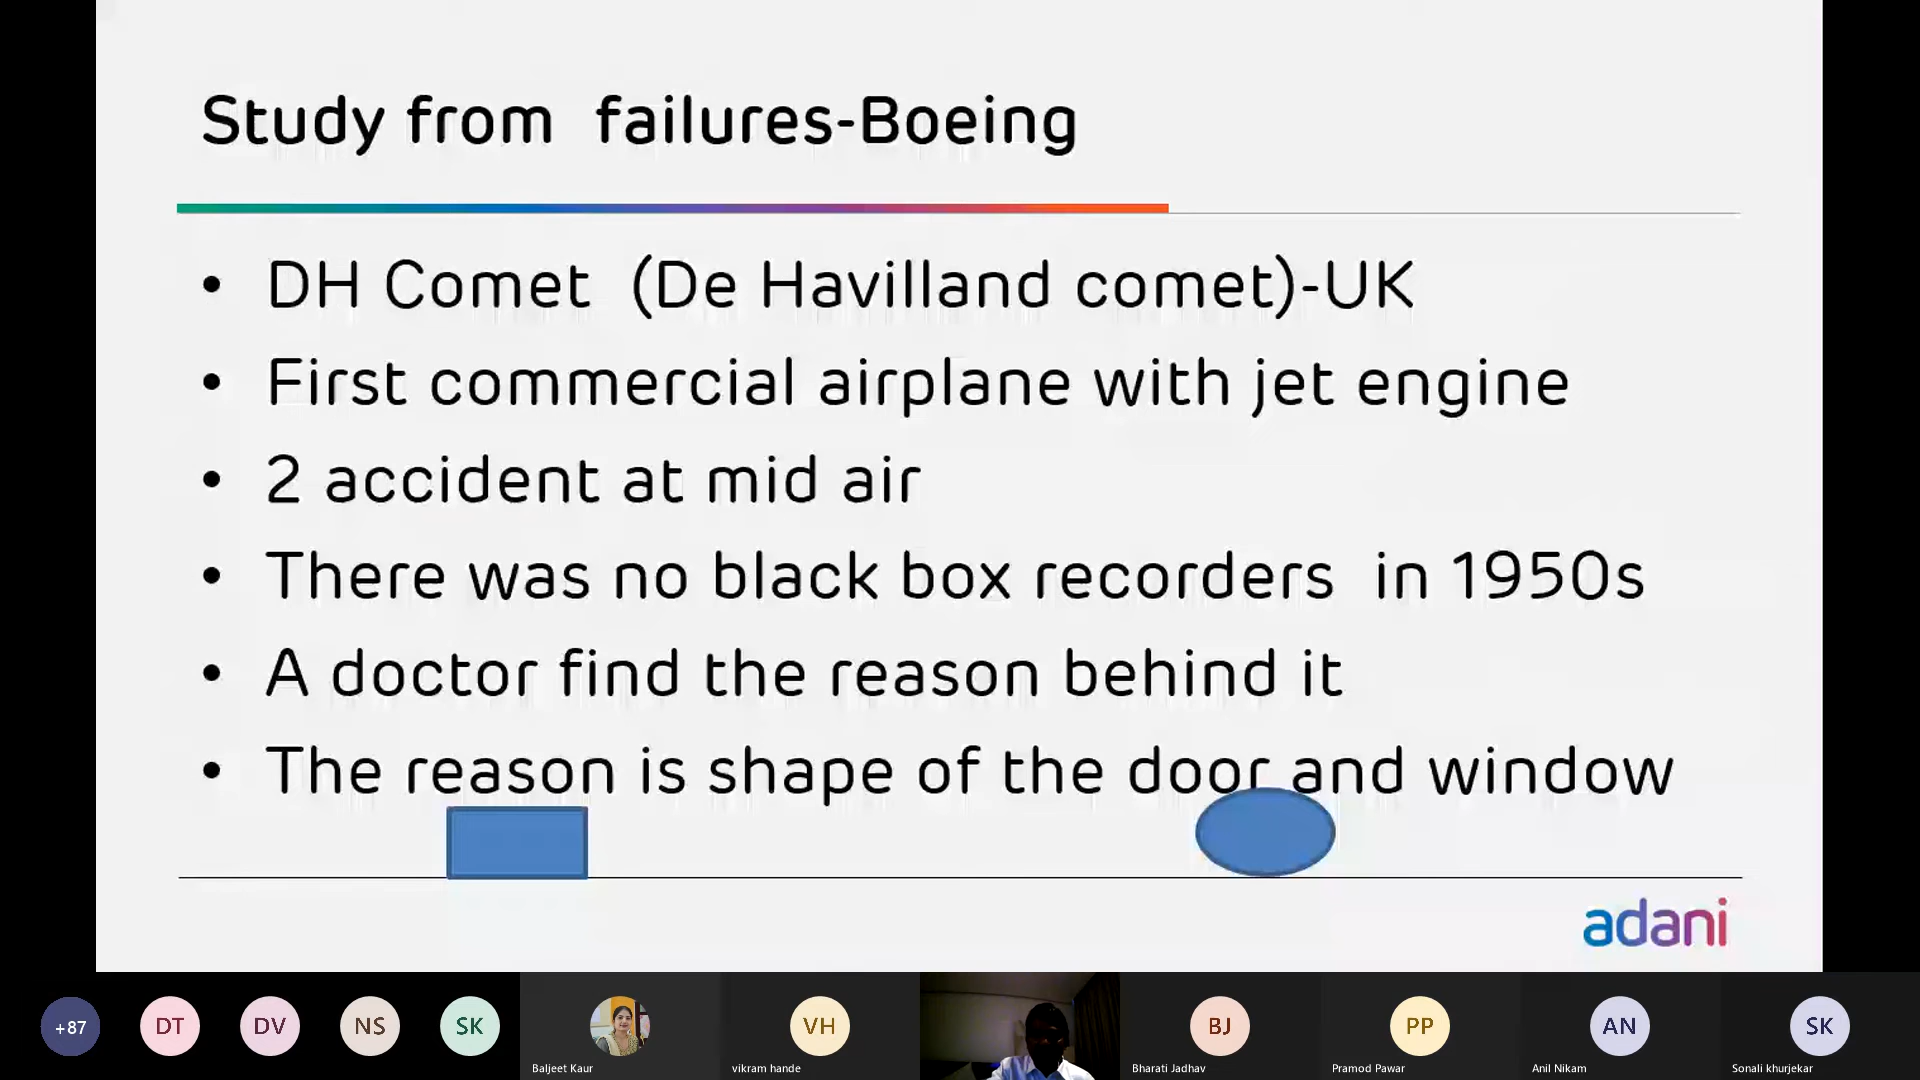 Study from failures-Boeing
• DH Comet (De Havilland comet)-UK
• First commercial airplane with jet engine
• 2 accident at mid air
• There was no black box recorders in 1950s
• A doctor find the reason behind it
• The reason is shape of the door and window
adani
+87 DT DV NS SK VH BJ PP AN SK
Baljeet Kaur vikram hande Bharati Jadhav Pramod Pawar Anil Nikam Sonali khurjekar